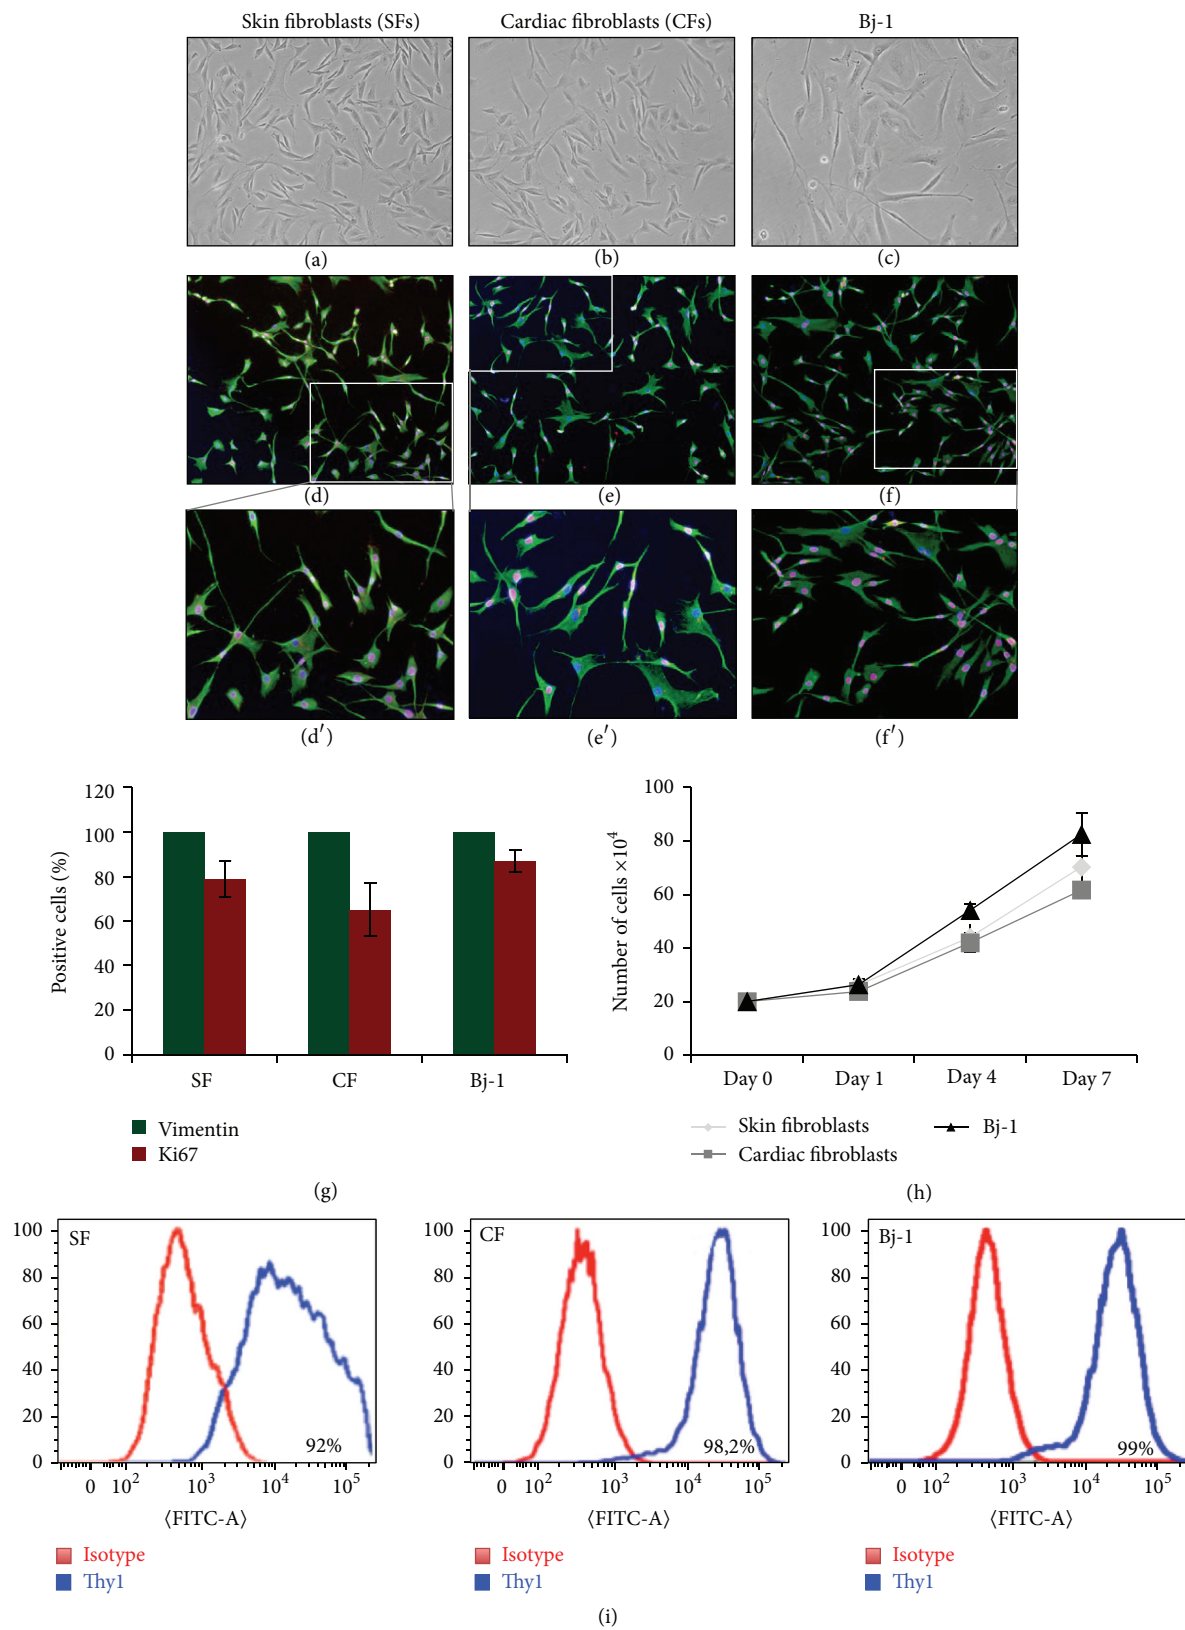 Skin fibroblasts (SFs) Cardiac fibroblasts (CFs) Bj-1
(a) (b) (c)
(d) (e) (f)
(d′) (e′) (f′)
Positive cells (%)
120
100
80
60
40
20
0
SF CF Bj-1
Vimentin
Ki67
(g)
Number of cells ×10⁴
100
80
60
40
20
0
Day 0 Day 1 Day 4 Day 7
Skin fibroblasts Bj-1
Cardiac fibroblasts
(h)
SF
100
80
60
40
20
0
92%
0 10² 10³ 10⁴ 10⁵
⟨FITC-A⟩
Isotype
Thy1
CF
100
80
60
40
20
0
98,2%
0 10² 10³ 10⁴ 10⁵
⟨FITC-A⟩
Isotype
Thy1
Bj-1
100
80
60
40
20
0
99%
0 10² 10³ 10⁴ 10⁵
⟨FITC-A⟩
Isotype
Thy1
(i)